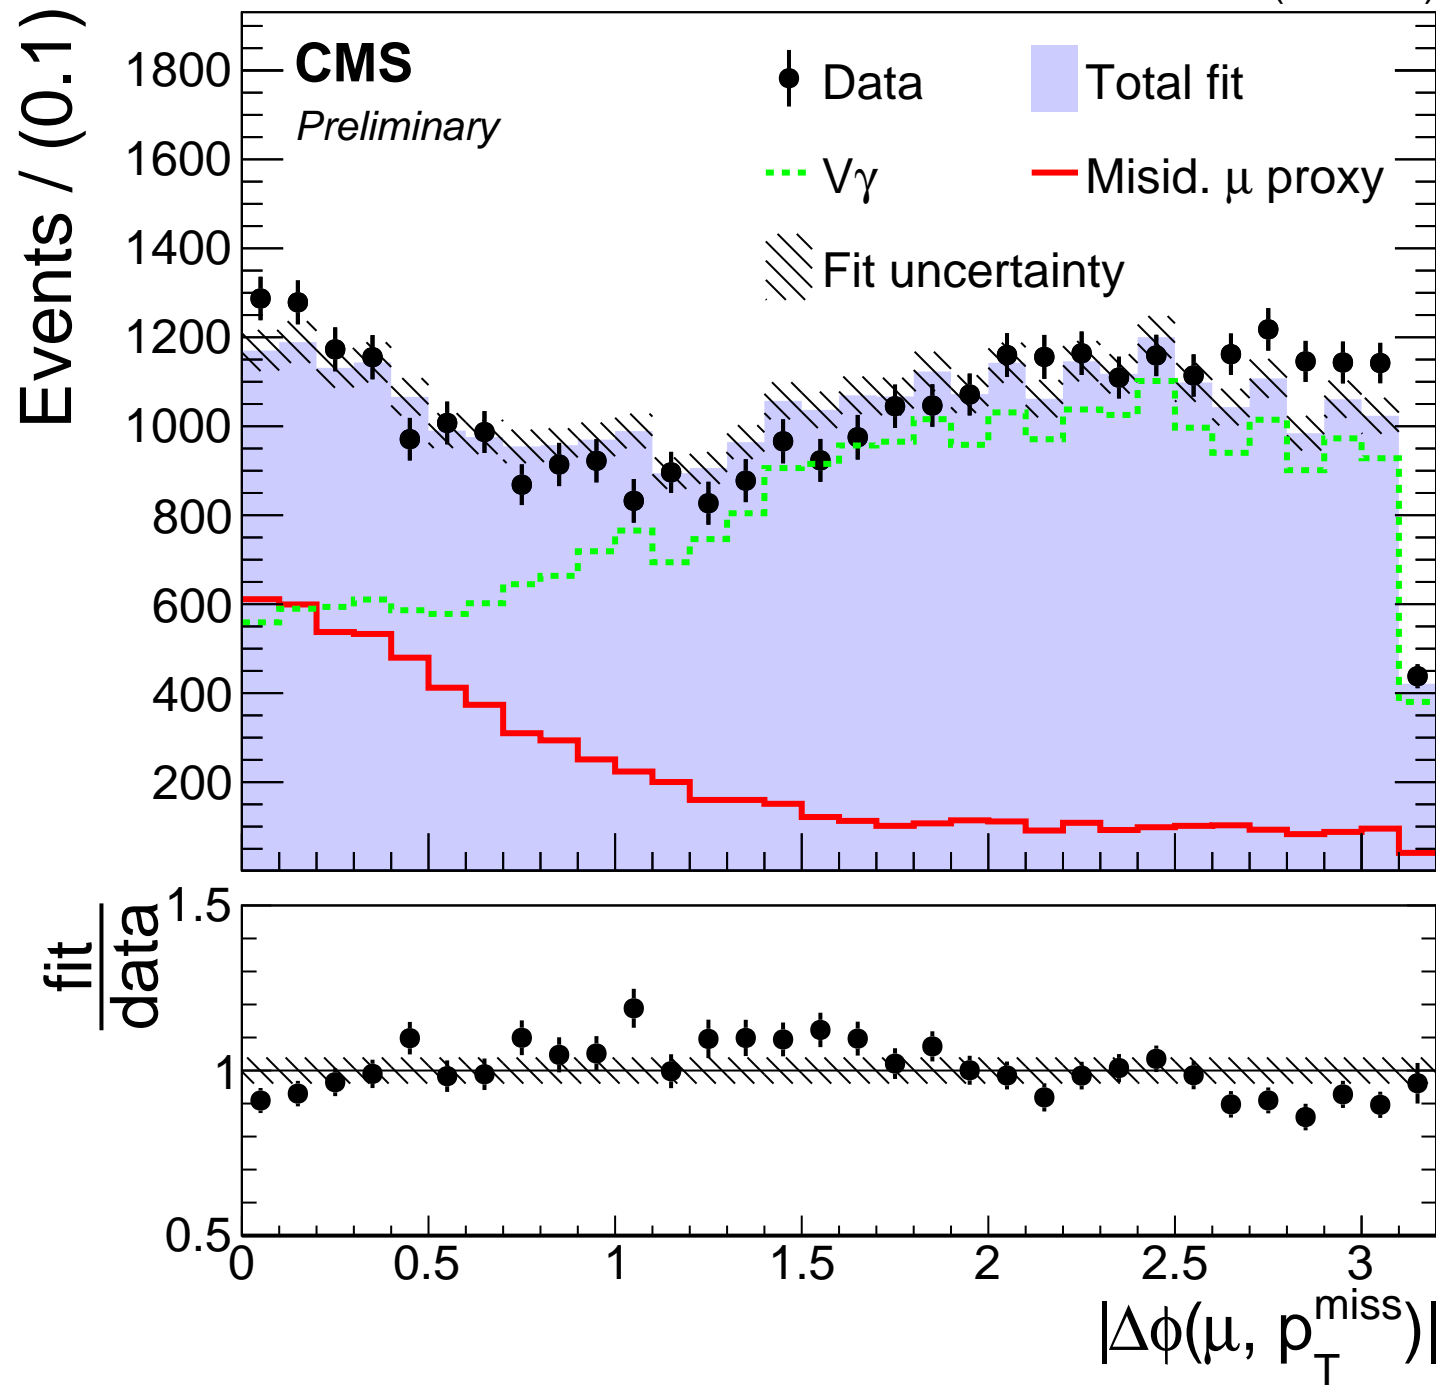 CMS
Preliminary
Data
Total fit
Vγ
Misid. μ proxy
Fit uncertainty
Events / (0.1)
1800
1600
1400
1200
1000
800
600
400
200
fit
data
1.5
1
0.5
0 0.5 1 1.5 2 2.5 3
|Δϕ(μ, p_T^miss)|